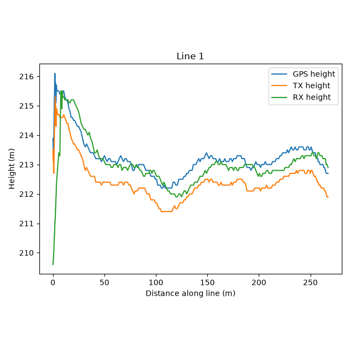 Line 1
GPS height
TX height
RX height
Height (m)
216
215
214
213
212
211
210
0
50
100
150
200
250
Distance along line (m)